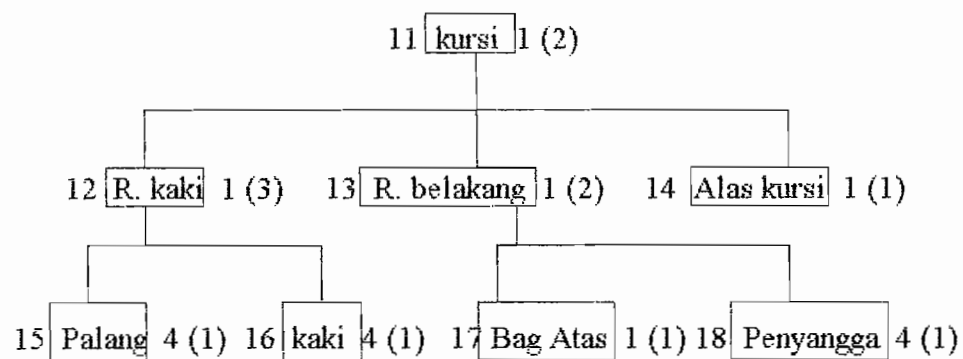 11 kursi 1 (2)
12 R. kaki 1 (3) 13 R. belakang 1 (2) 14 Alas kursi 1 (1)
15 Palang 4 (1) 16 kaki 4 (1) 17 Bag Atas 1 (1) 18 Penyangga 4 (1)